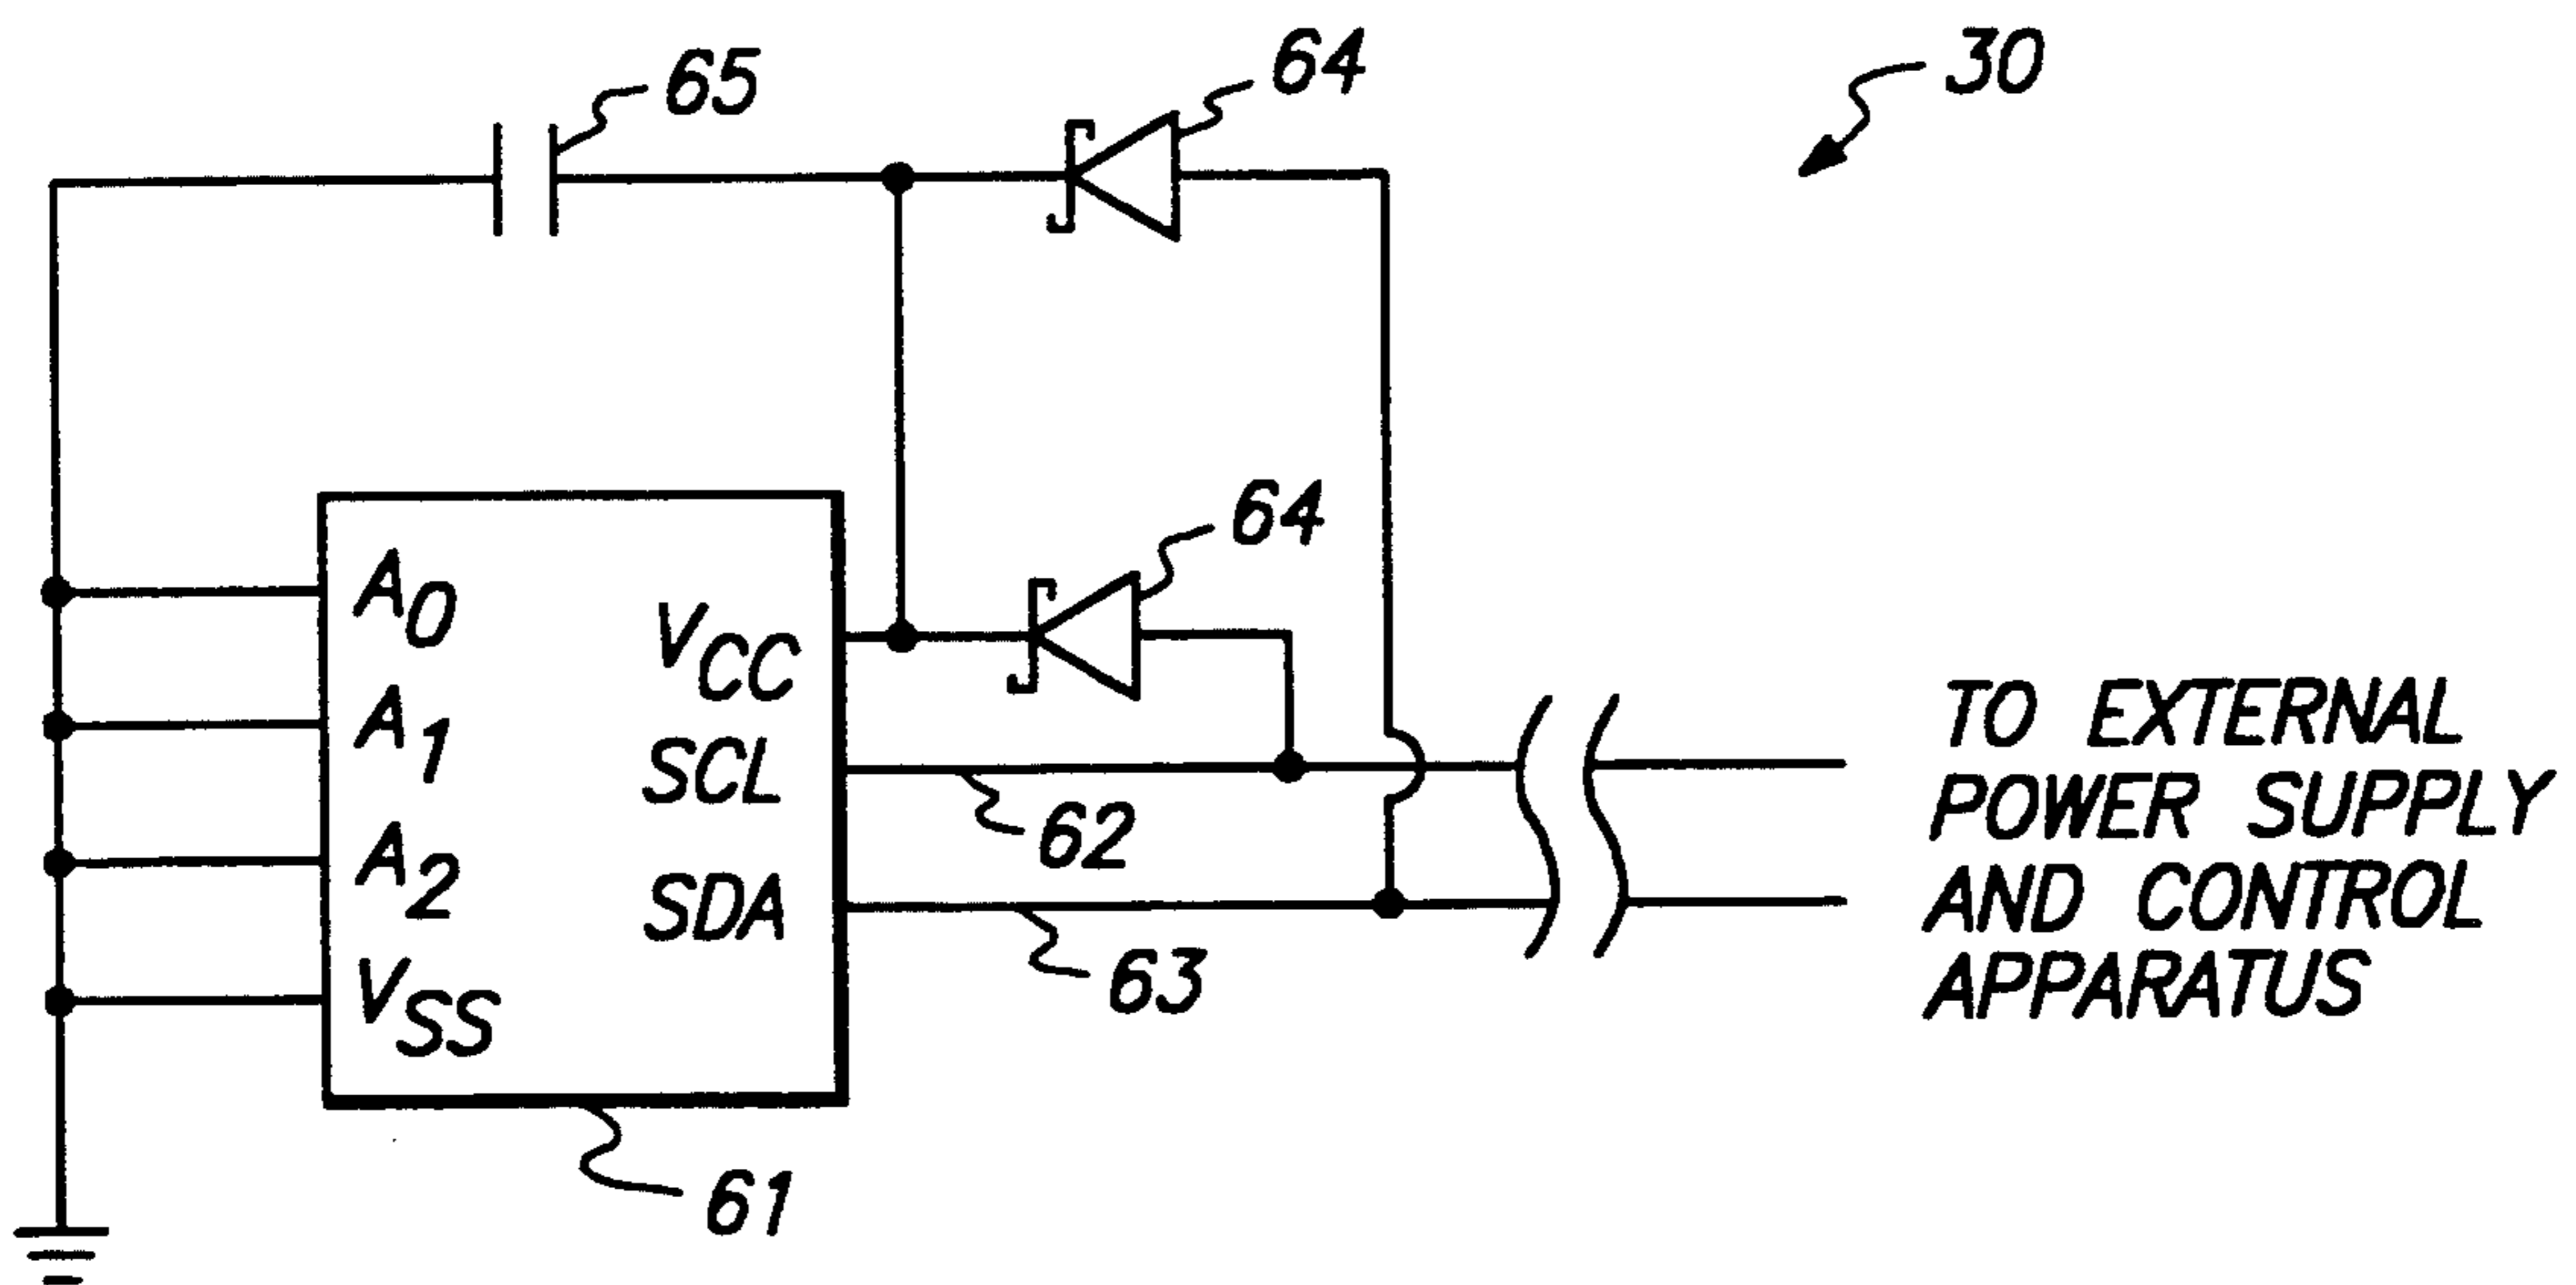 65
64
30
64
A0
VCC
A1
SCL
62
A2
SDA
63
VSS
61
TO EXTERNAL
POWER SUPPLY
AND CONTROL
APPARATUS